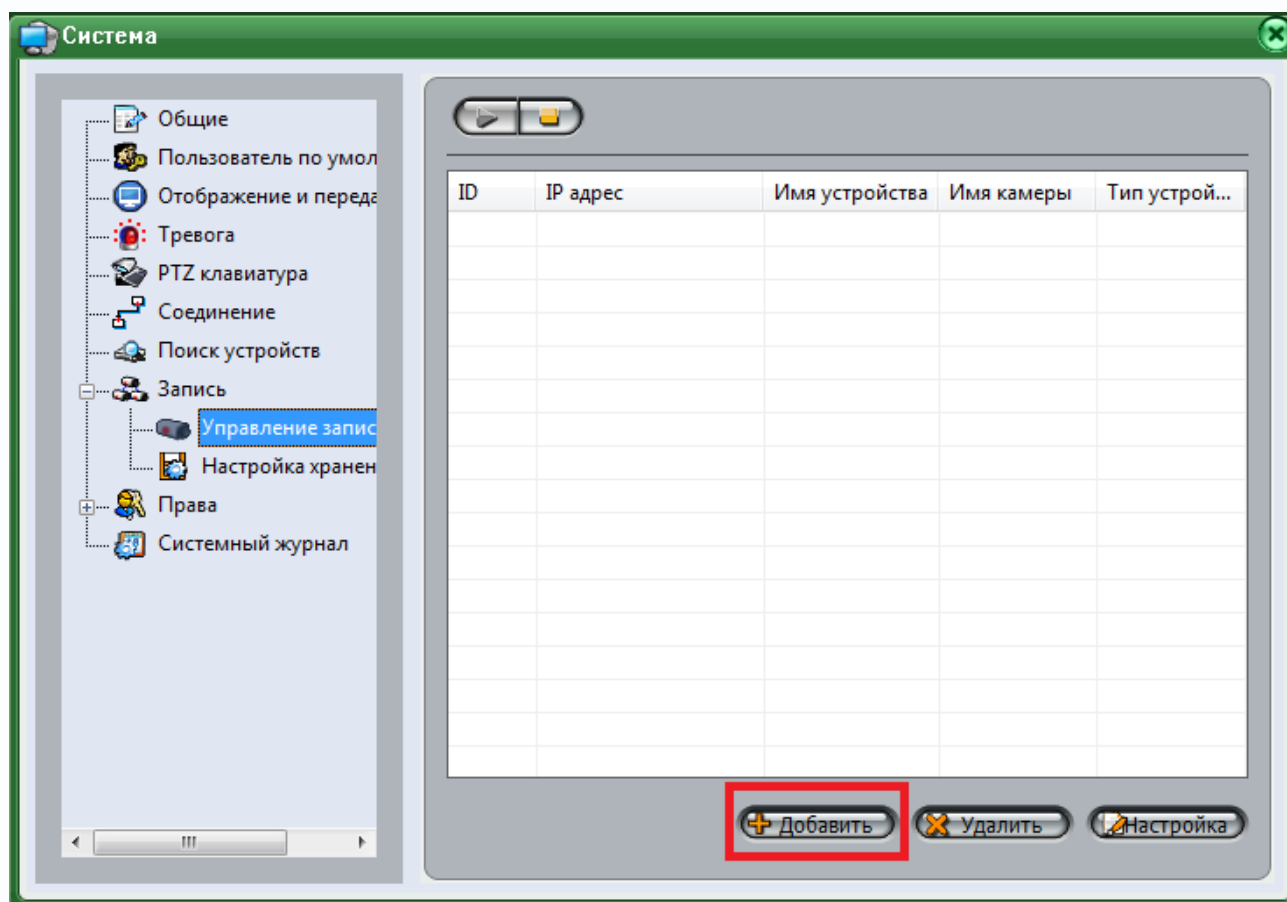 Система
Общие
Пользователь по умол
Отображение и переда
Тревога
PTZ клавиатура
Соединение
Поиск устройств
Запись
Управление запис
Настройка хранен
Права
Системный журнал
ID IP адрес Имя устройства Имя камеры Тип устрой...
Добавить Удалить Настройка